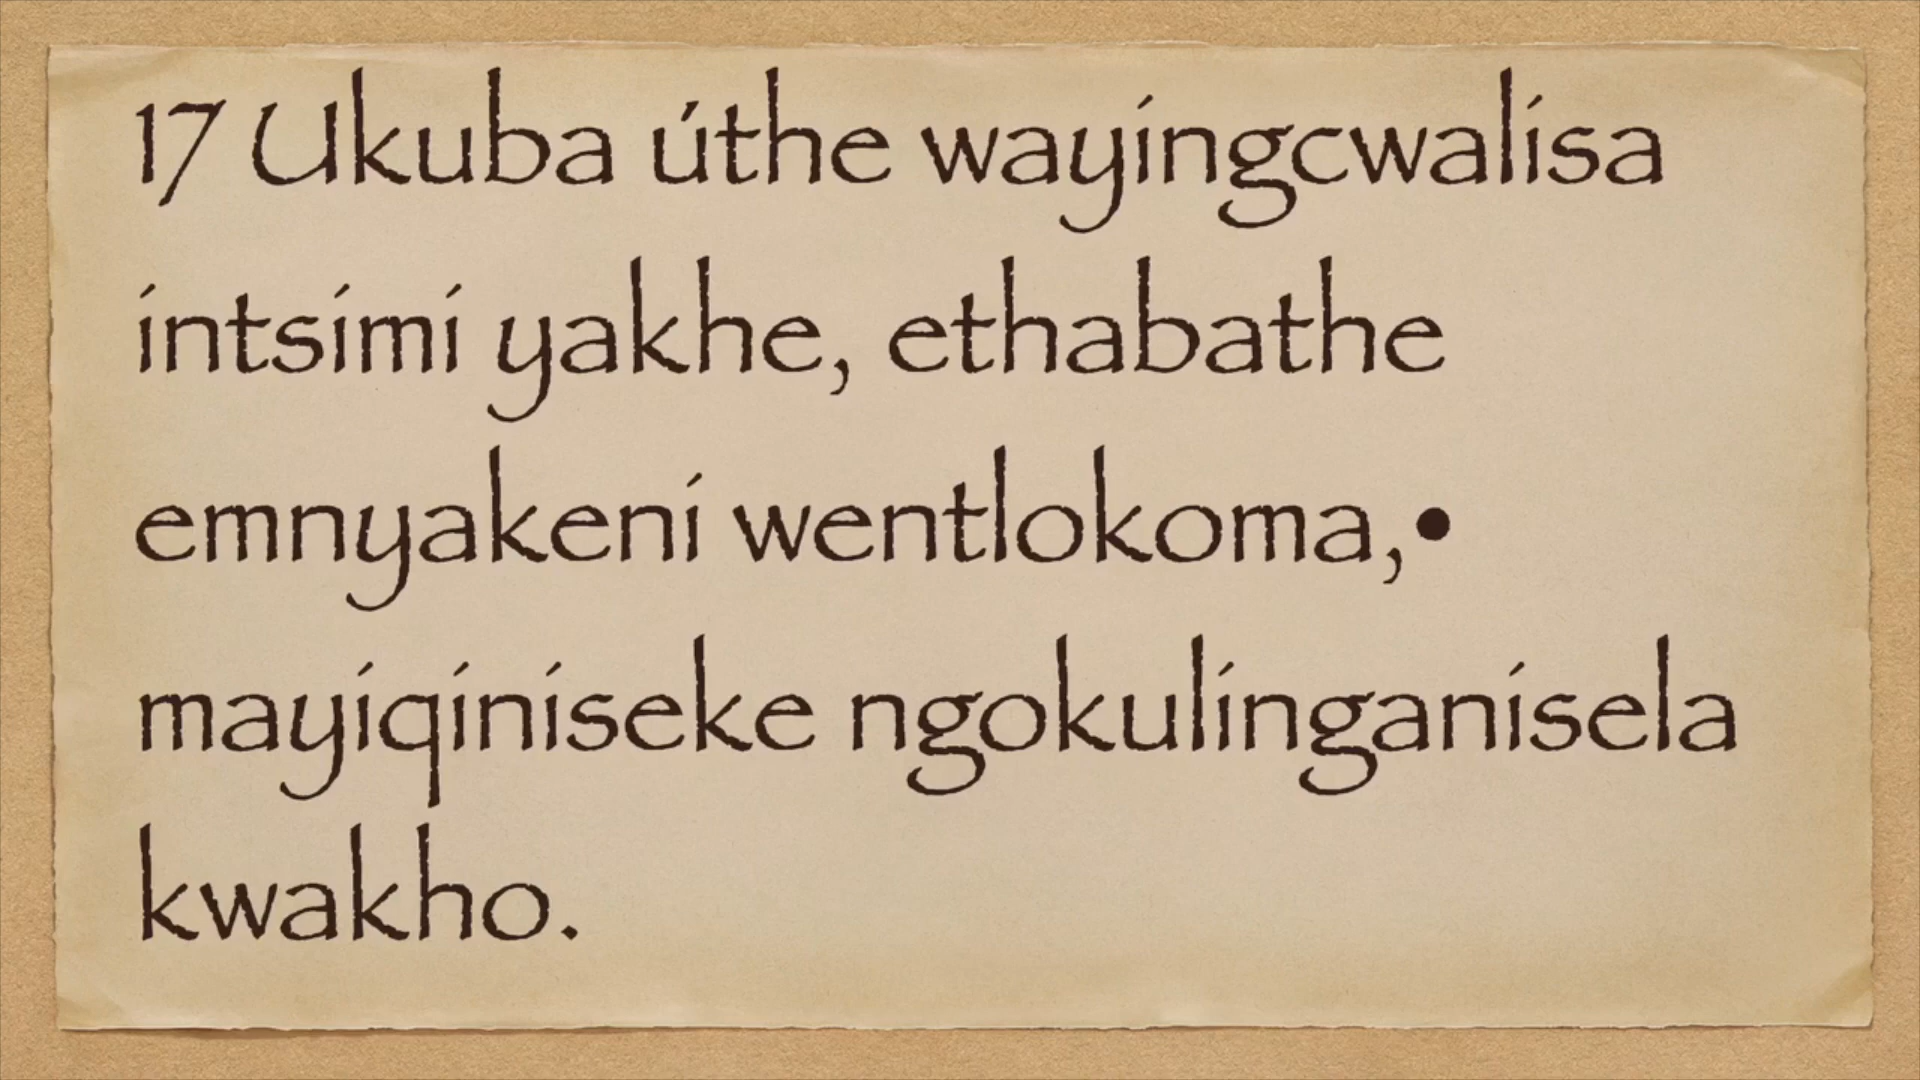 17 Ukuba úthe wayingcwalisa
intsimi yakhe, ethabathe
emnyakeni wentlokoma,•
mayiqiniseke ngokulinganisela
kwakho.